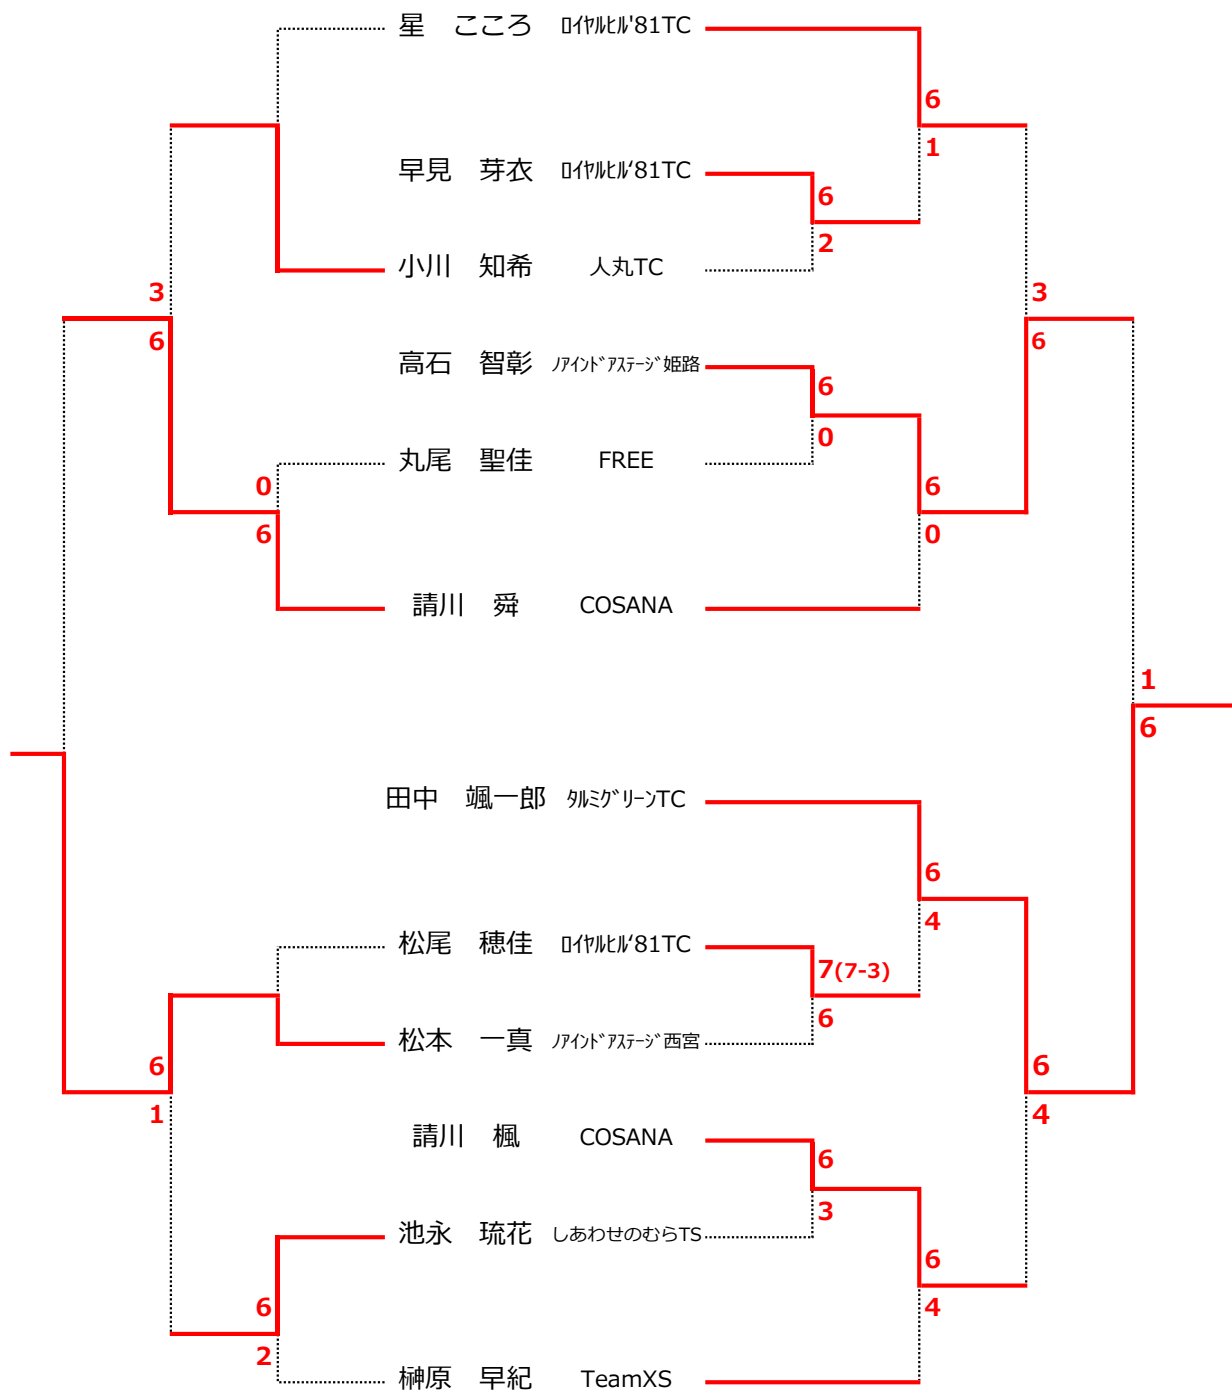 星 こころ ﾛｲﾔﾙﾋﾙ'81TC
6
1
早見 芽衣 ﾛｲﾔﾙﾋﾙ'81TC
6
2
小川 知希 人丸TC
3
6
3
6
高石 智彰 ﾉｱｲﾝﾄﾞｱｽﾃｰｼﾞ姫路
6
0
丸尾 聖佳 FREE
0
6
6
0
請川 舜 COSANA
1
6
田中 颯一郎 ﾀﾙﾐｸﾞﾘｰﾝTC
6
4
松尾 穂佳 ﾛｲﾔﾙﾋﾙ'81TC
7(7-3)
6
松本 一真 ﾉｱｲﾝﾄﾞｱｽﾃｰｼﾞ西宮
6
1
6
4
請川 楓 COSANA
6
3
池永 琉花 しあわせのむらTS
6
4
6
2
榊原 早紀 TeamXS